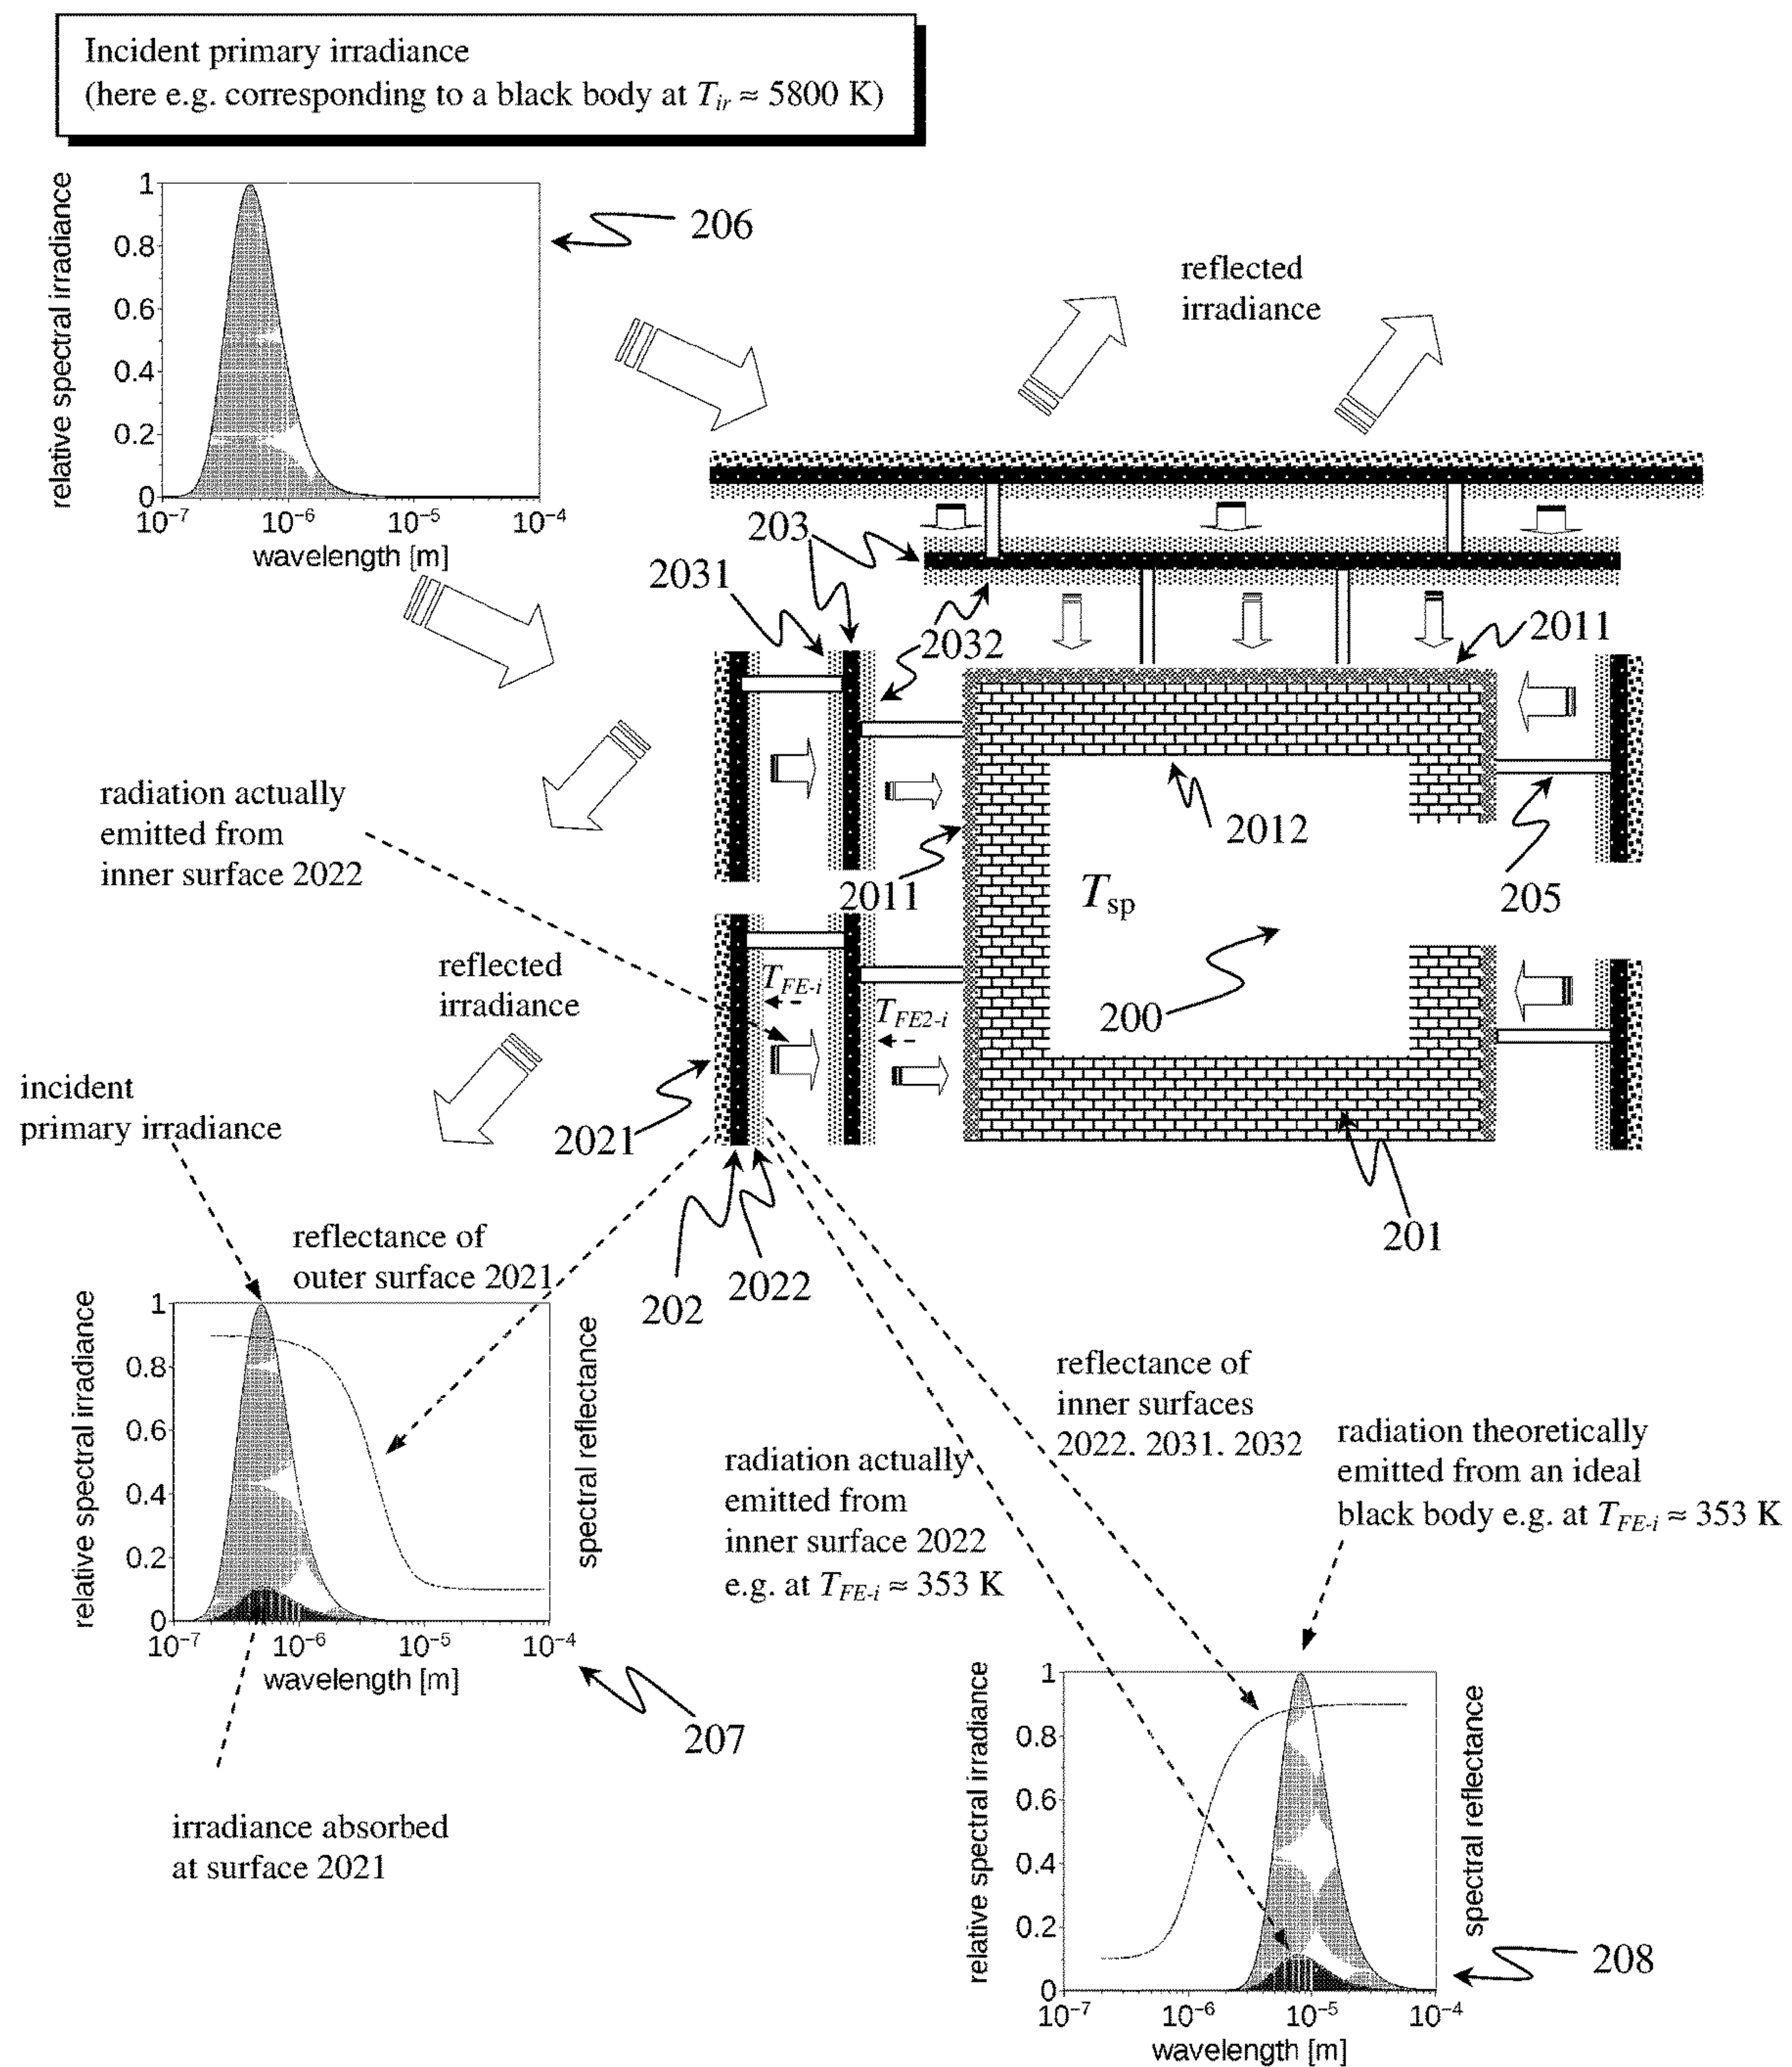 Incident primary irradiance
(here e.g. corresponding to a black body at T_ir ≈ 5800 K)
relative spectral irradiance
1
0.8
0.6
0.4
0.2
0
10⁻⁷ 10⁻⁶ 10⁻⁵ 10⁻⁴
wavelength [m]
206
reflected
irradiance
203
2031
2032
2011
2012
2011
205
T_sp
200
radiation actually
emitted from
inner surface 2022
reflected
irradiance
T_FE-i
T_FE2-i
incident
primary irradiance
2021
201
202
2022
reflectance of
outer surface 2021
relative spectral irradiance
1
0.8
0.6
0.4
0.2
0
10⁻⁷ 10⁻⁶ 10⁻⁵ 10⁻⁴
wavelength [m]
spectral reflectance
207
irradiance absorbed
at surface 2021
radiation actually
emitted from
inner surface 2022
e.g. at T_FE-i ≈ 353 K
reflectance of
inner surfaces
2022. 2031. 2032
radiation theoretically
emitted from an ideal
black body e.g. at T_FE-i ≈ 353 K
relative spectral irradiance
1
0.8
0.6
0.4
0.2
0
10⁻⁷ 10⁻⁶ 10⁻⁵ 10⁻⁴
wavelength [m]
spectral reflectance
208